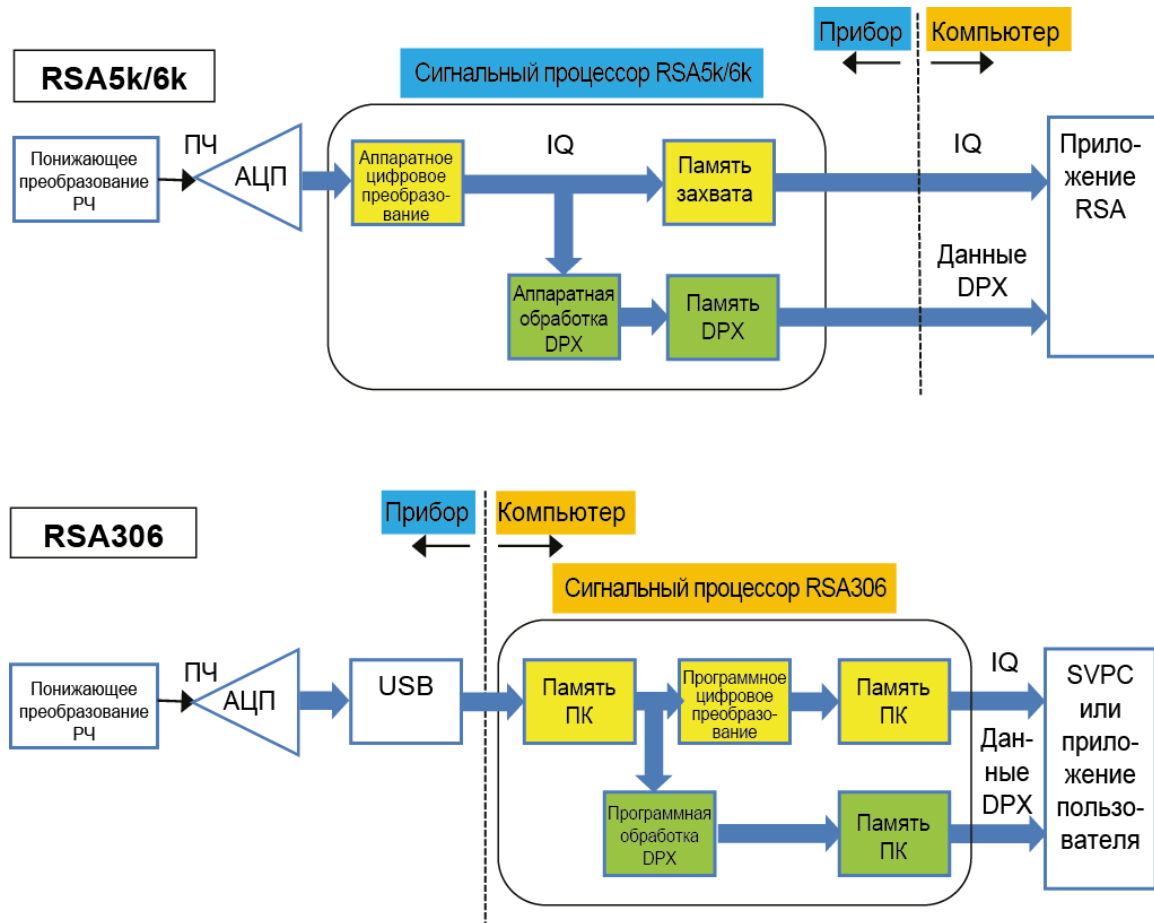 Прибор
Компьютер
RSA5k/6k
Сигнальный процессор RSA5k/6k
Понижающее
преобразование
РЧ
ПЧ
АЦП
Аппаратное
цифровое
преобразо-
вание
IQ
Память
захвата
IQ
Прило-
жение
RSA
Аппаратная
обработка
DPX
Память
DPX
Данные
DPX
Прибор
Компьютер
RSA306
Сигнальный процессор RSA306
Понижающее
преобразование
РЧ
ПЧ
АЦП
USB
Память
ПК
Программное
цифровое
преобразо-
вание
Память
ПК
IQ
Программная
обработка
DPX
Память
ПК
Дан-
ные
DPX
SVPC
или
прило-
жение
пользо-
вателя